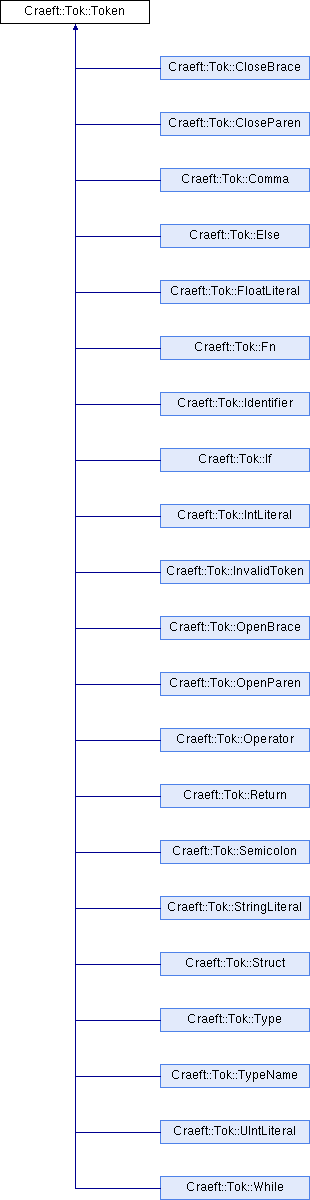 Craeft::Tok::Token
Craeft::Tok::CloseBrace
Craeft::Tok::CloseParen
Craeft::Tok::Comma
Craeft::Tok::Else
Craeft::Tok::FloatLiteral
Craeft::Tok::Fn
Craeft::Tok::Identifier
Craeft::Tok::If
Craeft::Tok::IntLiteral
Craeft::Tok::InvalidToken
Craeft::Tok::OpenBrace
Craeft::Tok::OpenParen
Craeft::Tok::Operator
Craeft::Tok::Return
Craeft::Tok::Semicolon
Craeft::Tok::StringLiteral
Craeft::Tok::Struct
Craeft::Tok::Type
Craeft::Tok::TypeName
Craeft::Tok::UIntLiteral
Craeft::Tok::While